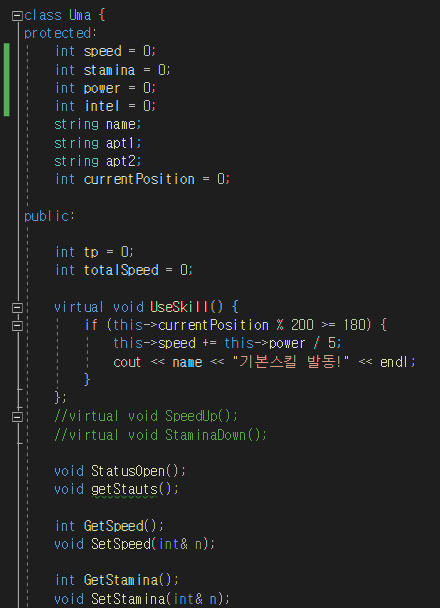 class Uma {
protected:
    int speed = 0;
    int stamina = 0;
    int power = 0;
    int intel = 0;
    string name;
    string apt1;
    string apt2;
    int currentPosition = 0;
public:
    int tp = 0;
    int totalSpeed = 0;
    virtual void UseSkill() {
        if (this->currentPosition % 200 >= 180) {
            this->speed += this->power / 5;
            cout << name << "기본스킬 발동!" << endl;
        }
    };
    //virtual void SpeedUp();
    //virtual void StaminaDown();
    void StatusOpen();
    void getStauts();
    int GetSpeed();
    void SetSpeed(int& n);
    int GetStamina();
    void SetStamina(int& n);